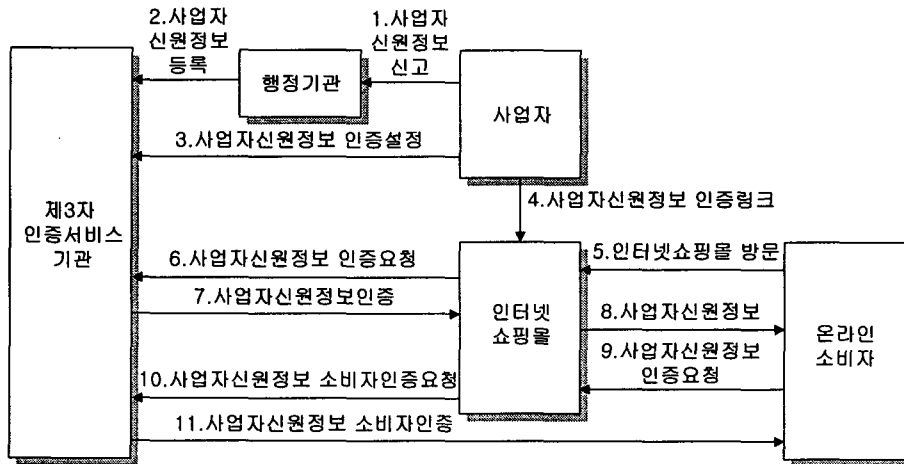 2.사업자
신원정보
등록
1.사업자
신원정보
신고
행정기관
사업자
3.사업자신원정보 인증설정
4.사업자신원정보 인증링크
제3자
인증서비스
기관
6.사업자신원정보 인증요청
5.인터넷쇼핑몰 방문
7.사업자신원정보인증
인터넷
쇼핑몰
8.사업자신원정보
온라인
소비자
9.사업자신원정보
인증요청
10.사업자신원정보 소비자인증요청
11.사업자신원정보 소비자인증